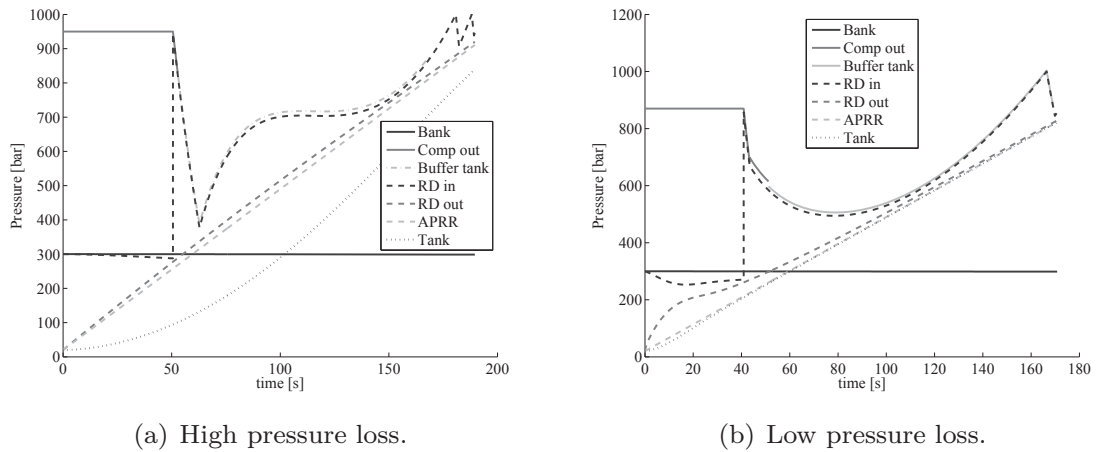 1000
900
800
700
600
500
400
300
200
100
0
Pressure [bar]
Bank
Comp out
Buffer tank
RD in
RD out
APRR
Tank
0 50 100 150 200
time [s]
(a) High pressure loss.
1200
1000
800
600
400
200
0
Pressure [bar]
Bank
Comp out
Buffer tank
RD in
RD out
APRR
Tank
0 20 40 60 80 100 120 140 160 180
time [s]
(b) Low pressure loss.